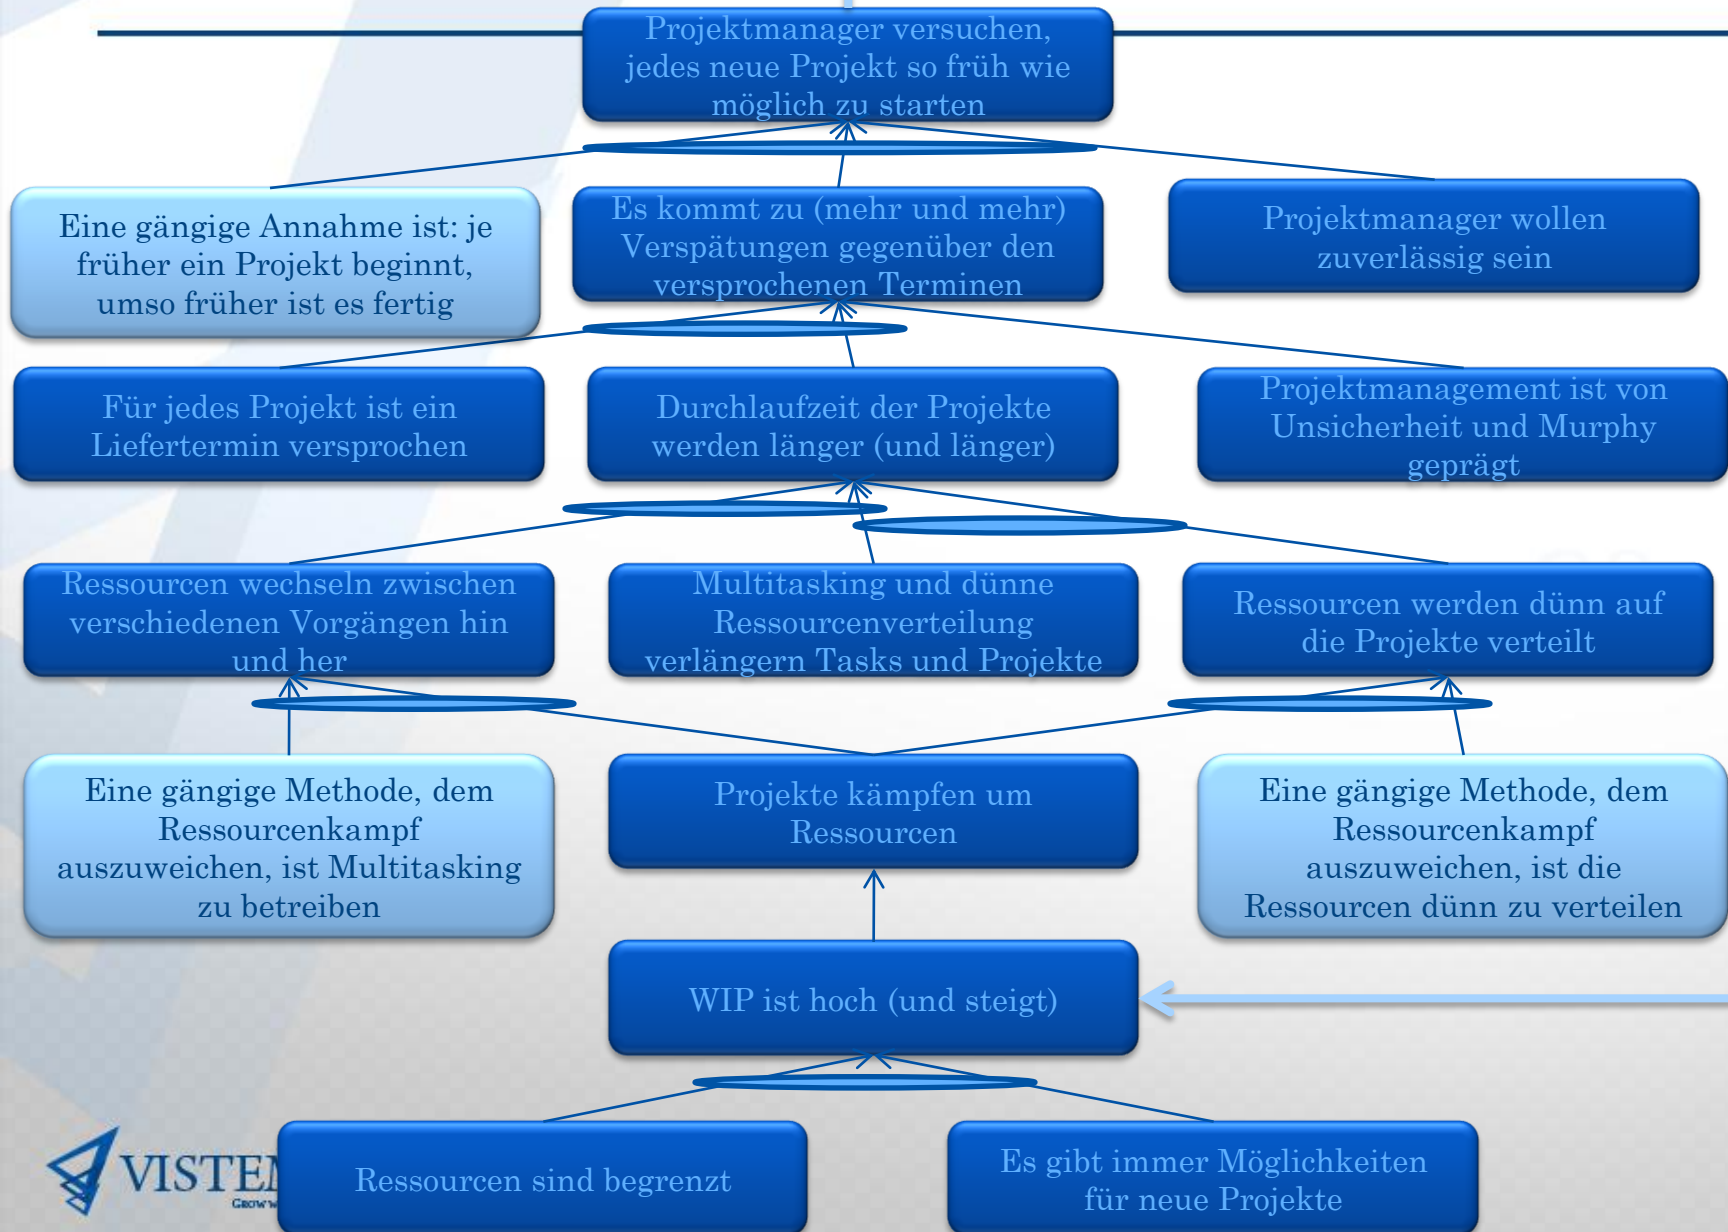 Projektmanager versuchen,
jedes neue Projekt so früh wie
möglich zu starten
Eine gängige Annahme ist: je
früher ein Projekt beginnt,
umso früher ist es fertig
Es kommt zu (mehr und mehr)
Verspätungen gegenüber den
versprochenen Terminen
Projektmanager wollen
zuverlässig sein
Für jedes Projekt ist ein
Liefertermin versprochen
Durchlaufzeit der Projekte
werden länger (und länger)
Projektmanagement ist von
Unsicherheit und Murphy
geprägt
Ressourcen wechseln zwischen
verschiedenen Vorgängen hin
und her
Multitasking und dünne
Ressourcenverteilung
verlängern Tasks und Projekte
Ressourcen werden dünn auf
die Projekte verteilt
Eine gängige Methode, dem
Ressourcenkampf
auszuweichen, ist Multitasking
zu betreiben
Projekte kämpfen um
Ressourcen
Eine gängige Methode, dem
Ressourcenkampf
auszuweichen, ist die
Ressourcen dünn zu verteilen
WIP ist hoch (und steigt)
Ressourcen sind begrenzt
Es gibt immer Möglichkeiten
für neue Projekte